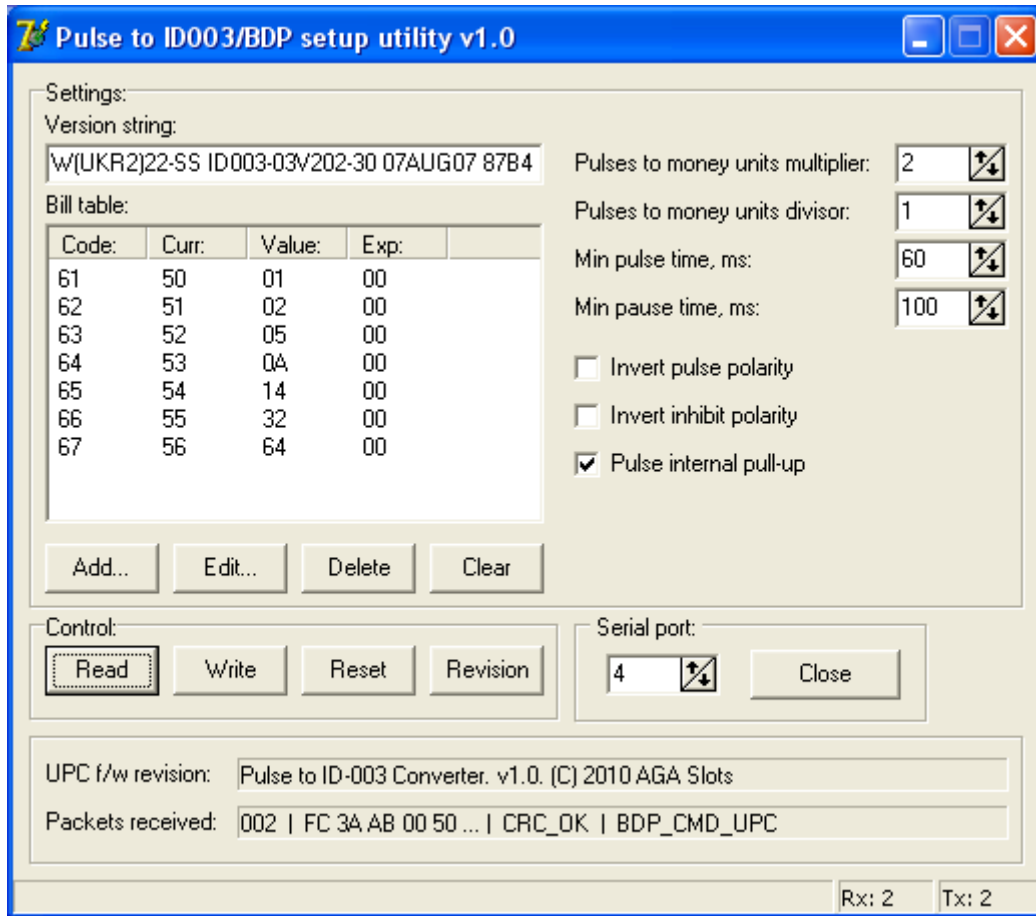 Pulse to ID003/BDP setup utility v1.0
Settings:
Version string:
W(UKR2)22-SS ID003-03V202-30 07AUG07 87B4
Bill table:
Code: Curr: Value: Exp:
61 50 01 00
62 51 02 00
63 52 05 00
64 53 0A 00
65 54 14 00
66 55 32 00
67 56 64 00
Add... Edit... Delete Clear
Pulses to money units multiplier: 2
Pulses to money units divisor: 1
Min pulse time, ms: 60
Min pause time, ms: 100
Invert pulse polarity
Invert inhibit polarity
Pulse internal pull-up
Control:
Read Write Reset Revision
Serial port:
4 Close
UPC f/w revision: Pulse to ID-003 Converter. v1.0. (C) 2010 AGA Slots
Packets received: 002 | FC 3A AB 00 50 ... | CRC_OK | BDP_CMD_UPC
Rx: 2 Tx: 2